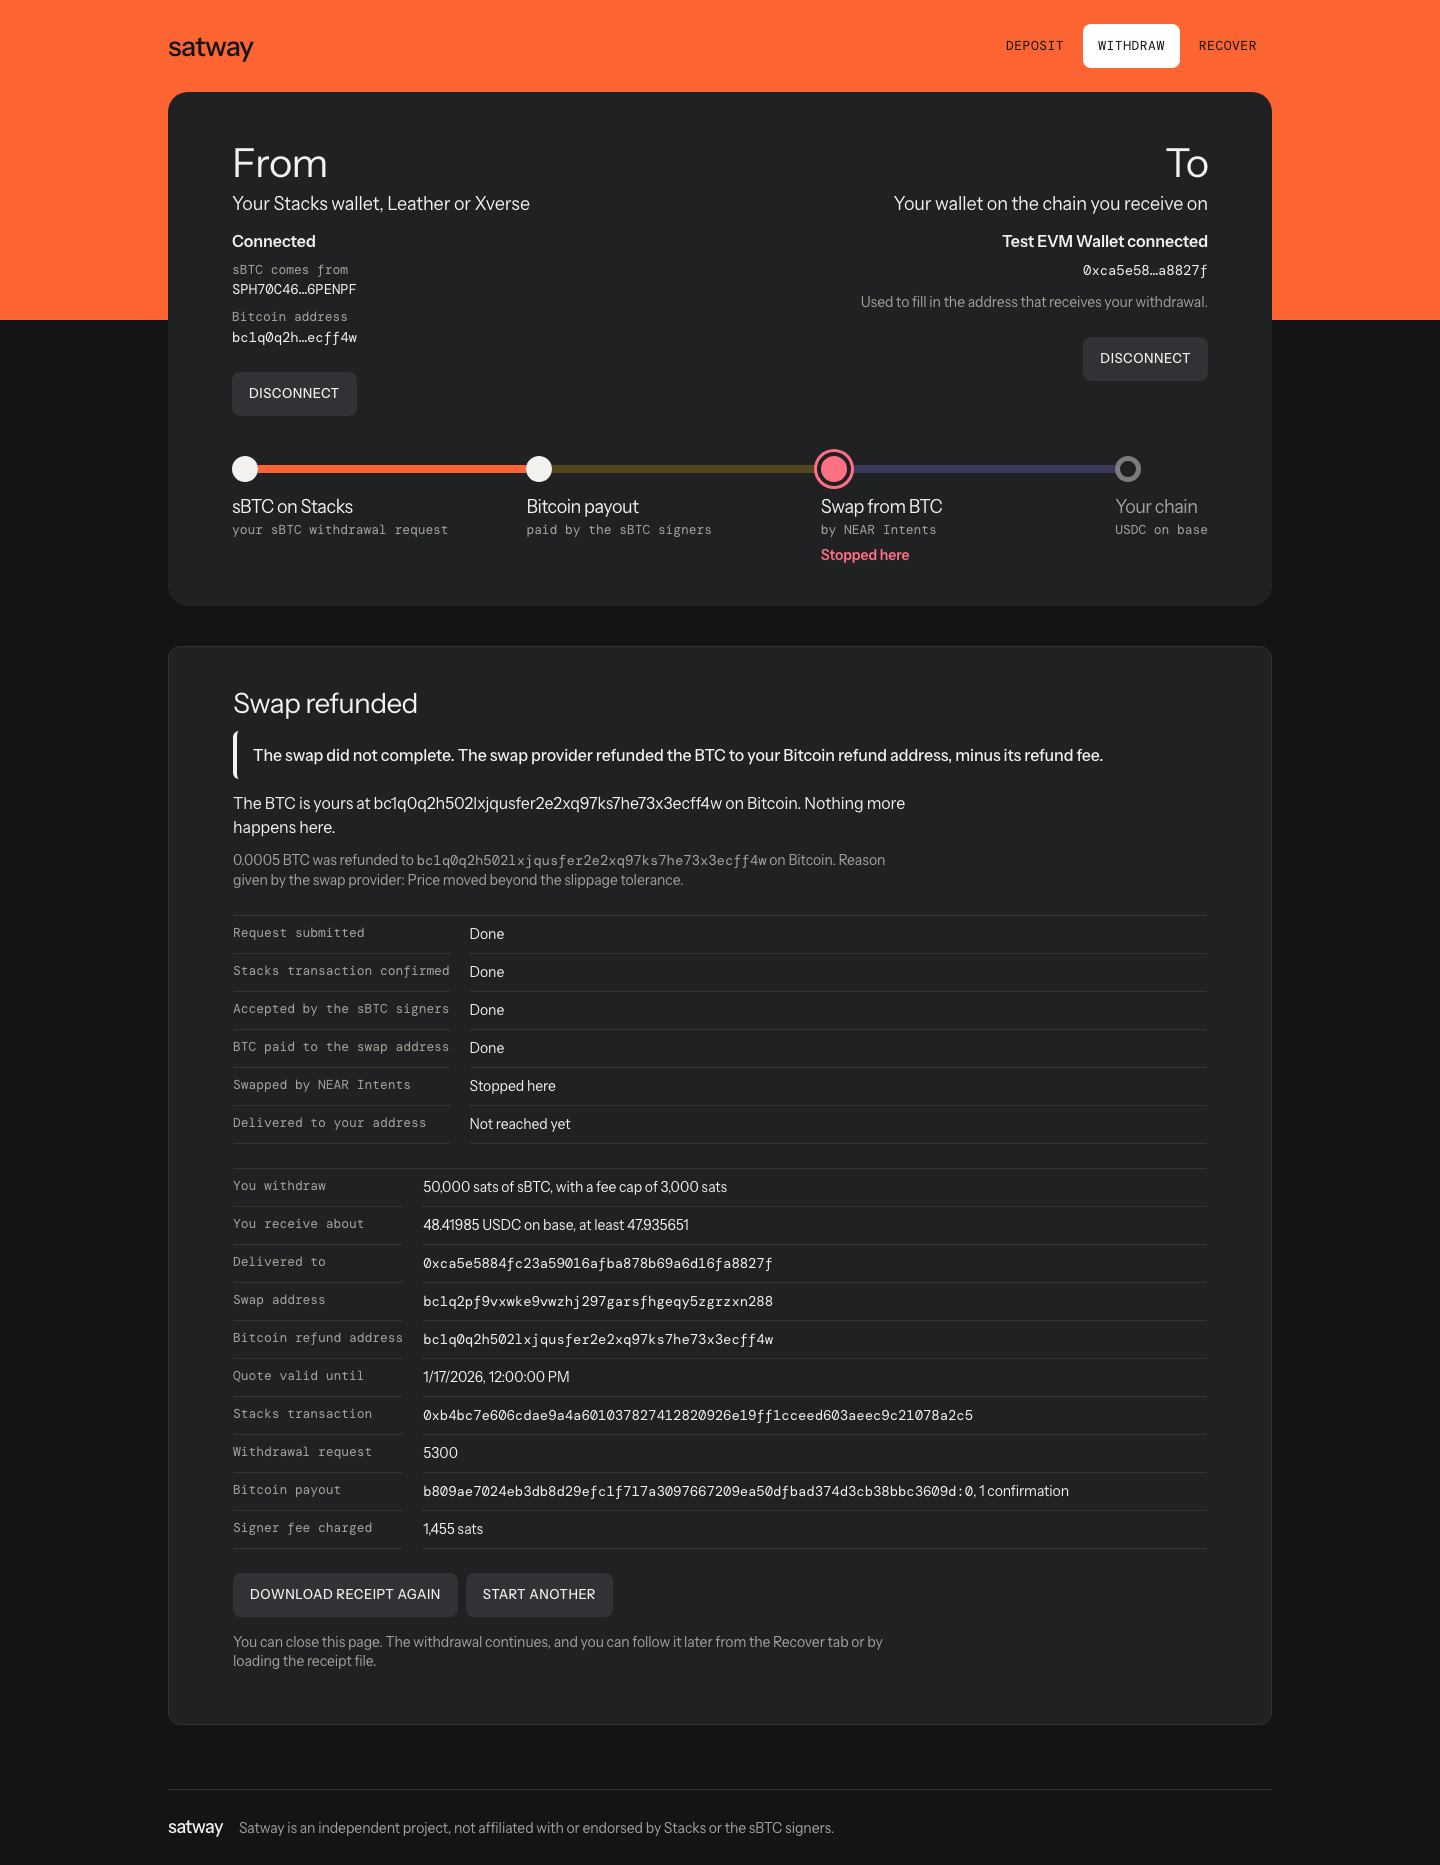 satway
DEPOSIT
WITHDRAW
RECOVER
From
Your Stacks wallet, Leather or Xverse
Connected
sBTC comes from
SPH70C46…6PENPF
Bitcoin address
bc1q0q2h…ecff4w
DISCONNECT
To
Your wallet on the chain you receive on
Test EVM Wallet connected
0xca5e58…a8827f
Used to fill in the address that receives your withdrawal.
DISCONNECT
sBTC on Stacks
your sBTC withdrawal request
Bitcoin payout
paid by the sBTC signers
Swap from BTC
by NEAR Intents
Stopped here
Your chain
USDC on base
Swap refunded
The swap did not complete. The swap provider refunded the BTC to your Bitcoin refund address, minus its refund fee.
The BTC is yours at bc1q0q2h502lxjqusfer2e2xq97ks7he73x3ecff4w on Bitcoin. Nothing more
happens here.
0.0005 BTC was refunded to bc1q0q2h502lxjqusfer2e2xq97ks7he73x3ecff4w on Bitcoin. Reason
given by the swap provider: Price moved beyond the slippage tolerance.
Request submitted Done
Stacks transaction confirmed Done
Accepted by the sBTC signers Done
BTC paid to the swap address Done
Swapped by NEAR Intents Stopped here
Delivered to your address Not reached yet
You withdraw 50,000 sats of sBTC, with a fee cap of 3,000 sats
You receive about 48.41985 USDC on base, at least 47.935651
Delivered to 0xca5e5884fc23a59016afba878b69a6d16fa8827f
Swap address bc1q2pf9vxwke9vwzhj297garsfhgeqy5zgrzxn288
Bitcoin refund address bc1q0q2h502lxjqusfer2e2xq97ks7he73x3ecff4w
Quote valid until 1/17/2026, 12:00:00 PM
Stacks transaction 0xb4bc7e606cdae9a4a601037827412820926e19ff1cceed603aeec9c21078a2c5
Withdrawal request 5300
Bitcoin payout b809ae7024eb3db8d29efc1f717a3097667209ea50dfbad374d3cb38bbc3609d:0, 1 confirmation
Signer fee charged 1,455 sats
DOWNLOAD RECEIPT AGAIN
START ANOTHER
You can close this page. The withdrawal continues, and you can follow it later from the Recover tab or by
loading the receipt file.
satway Satway is an independent project, not affiliated with or endorsed by Stacks or the sBTC signers.